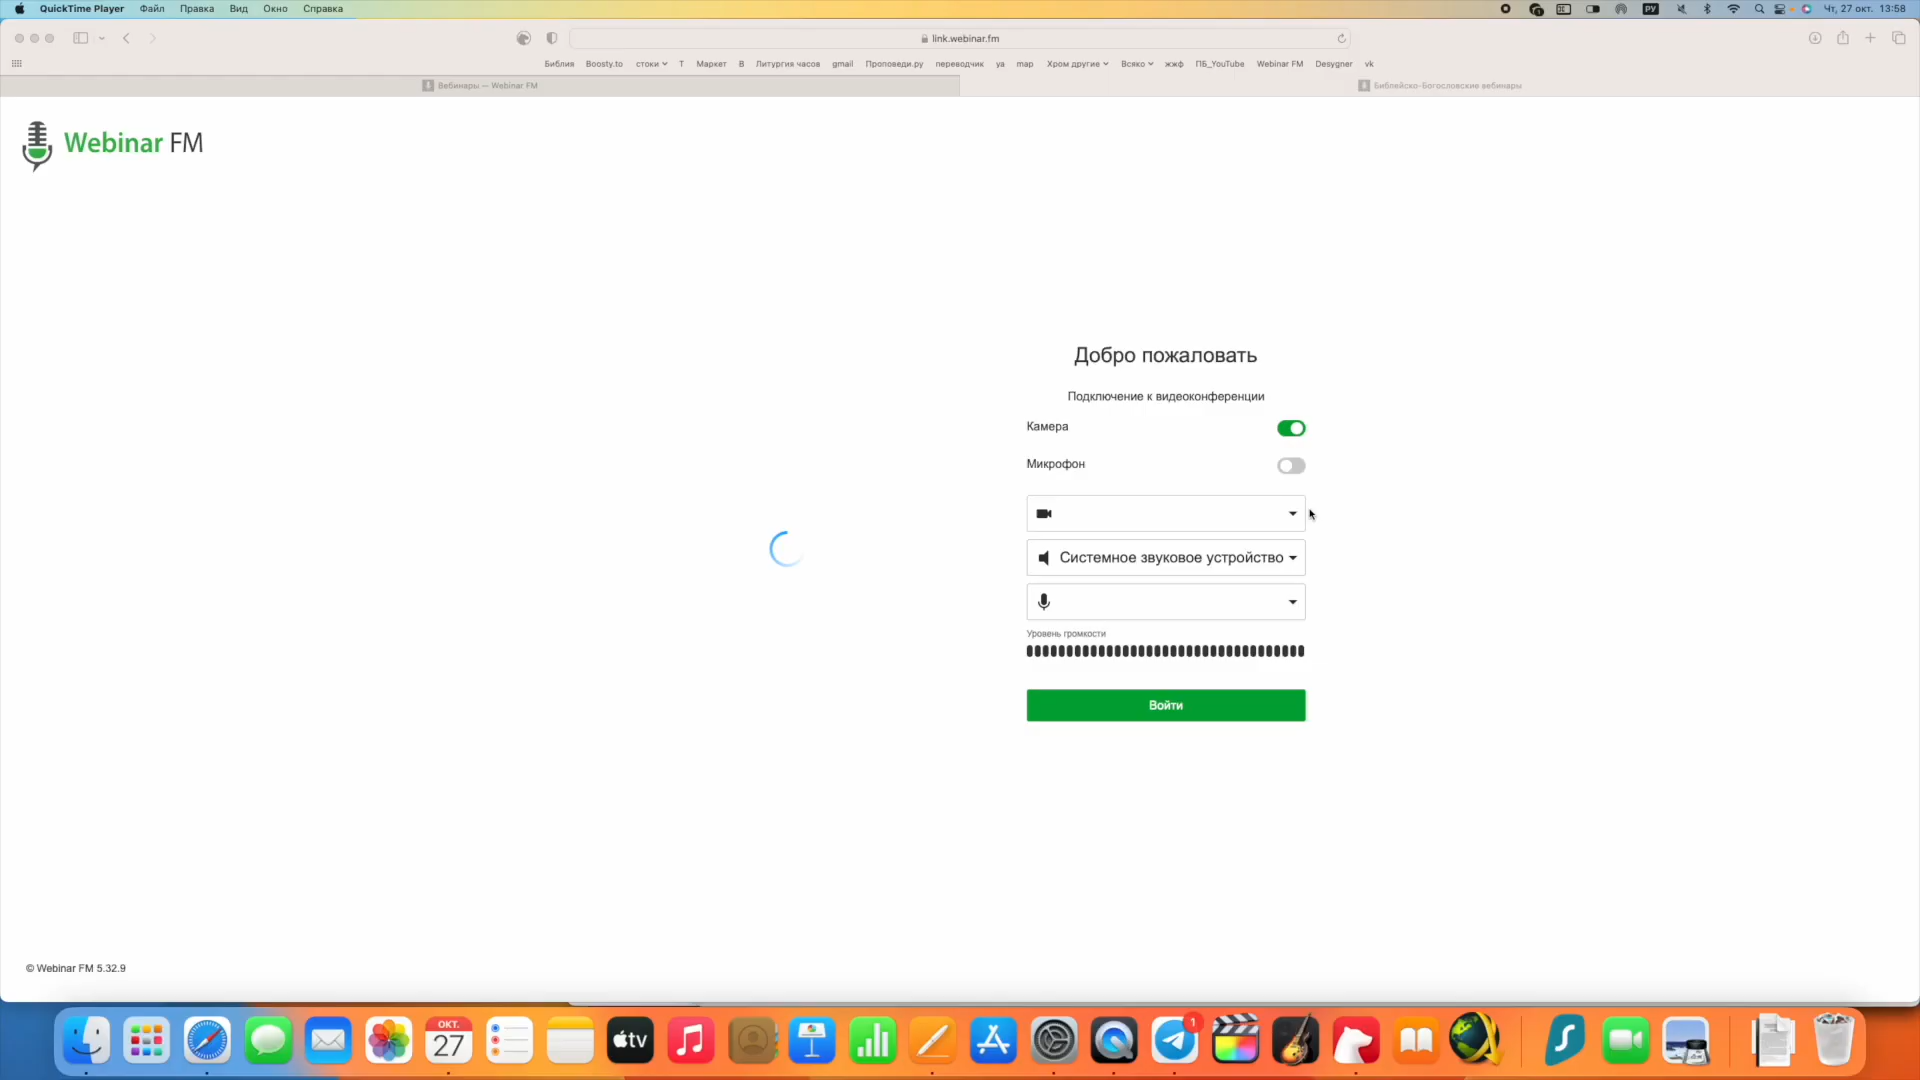 QuickTime Player Файл Правка Вид Окно Справка
РУ Чт, 27 окт. 13:58
link.webinar.fm
Библия Boosty.to стоки Т Маркет В Литургия часов gmail Проповеди.ру переводчик ya map Хром другие Всяко жжф ПБ_YouTube Webinar FM Desygner vk
Вебинары — Webinar FM Библейско-Богословские вебинары
Webinar FM
Добро пожаловать
Подключение к видеоконференции
Камера
Микрофон
Системное звуковое устройство
Уровень громкости
Войти
© Webinar FM 5.32.9
ОКТ.
27
tv
1